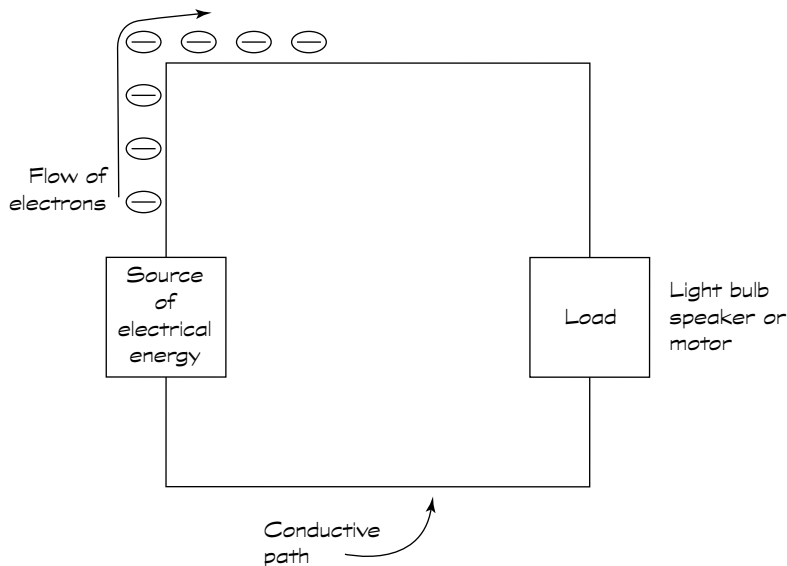 Flow of
electrons
Source
of
electrical
energy
Load
Light bulb
speaker or
motor
Conductive
path